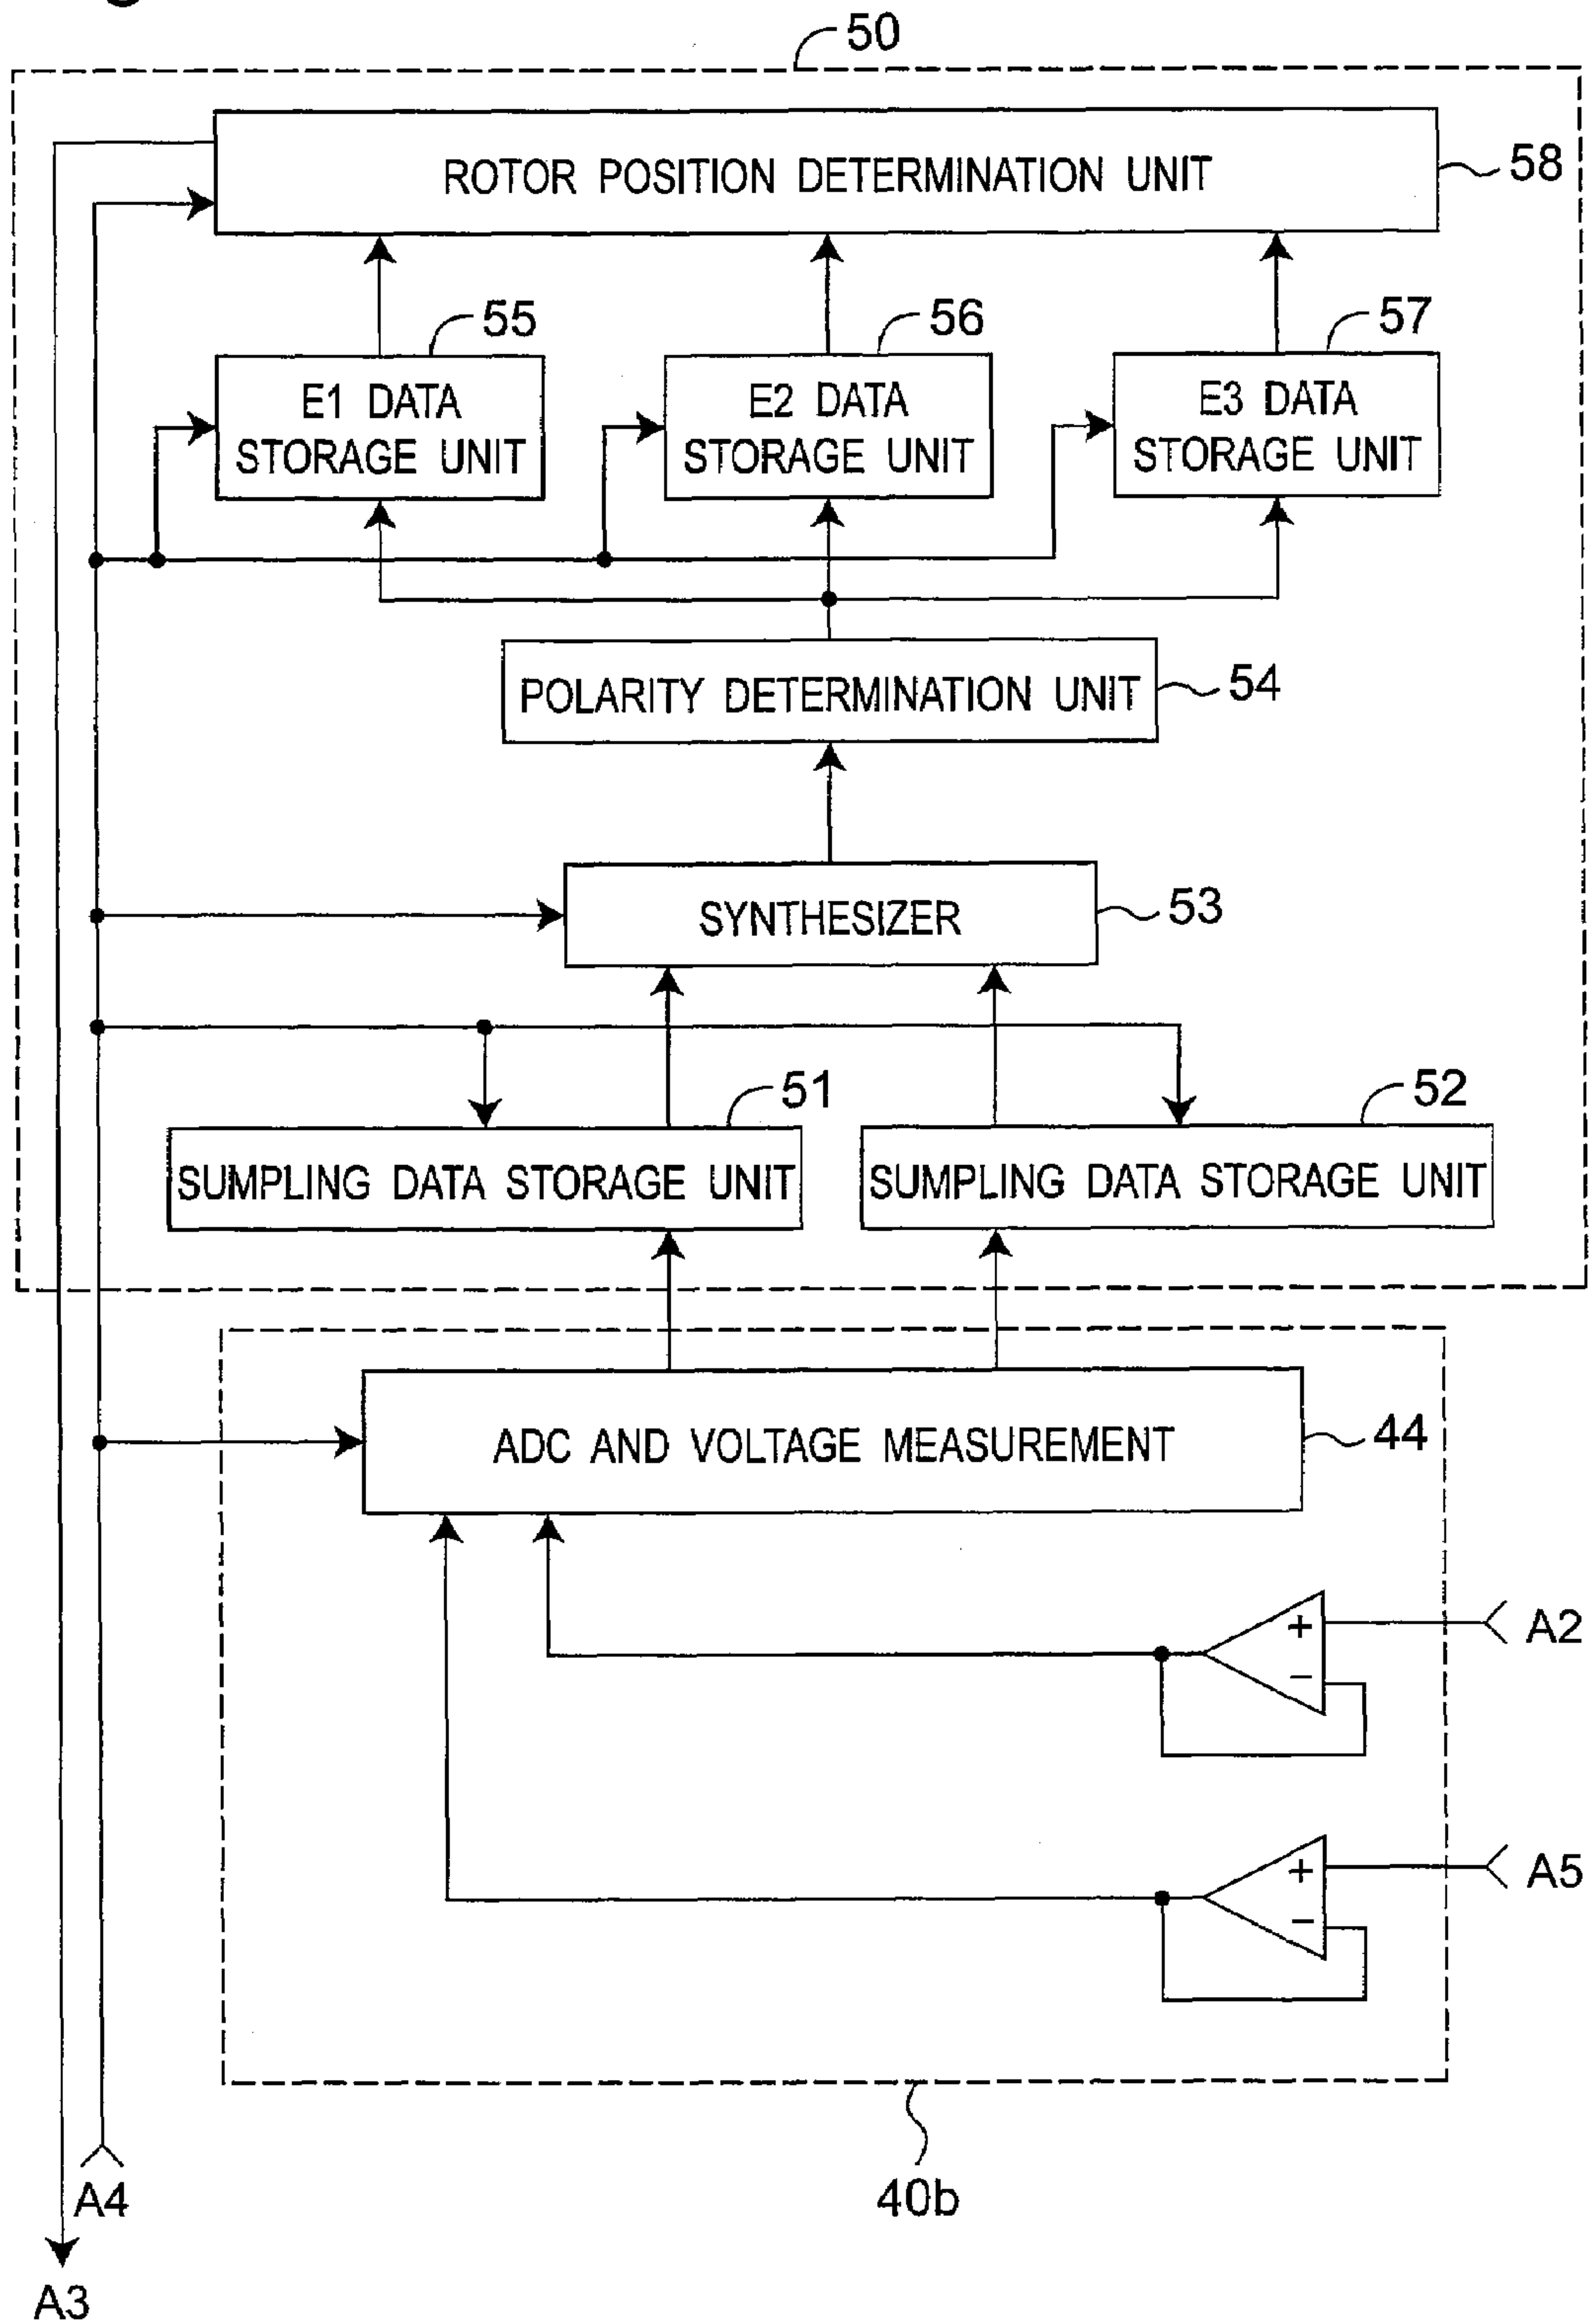 50
ROTOR POSITION DETERMINATION UNIT
58
55
56
57
E1 DATA
STORAGE UNIT
E2 DATA
STORAGE UNIT
E3 DATA
STORAGE UNIT
POLARITY DETERMINATION UNIT
54
SYNTHESIZER
53
51
52
SUMPLING DATA STORAGE UNIT
SUMPLING DATA STORAGE UNIT
ADC AND VOLTAGE MEASUREMENT
44
+
−
A2
+
−
A5
A4
40b
A3